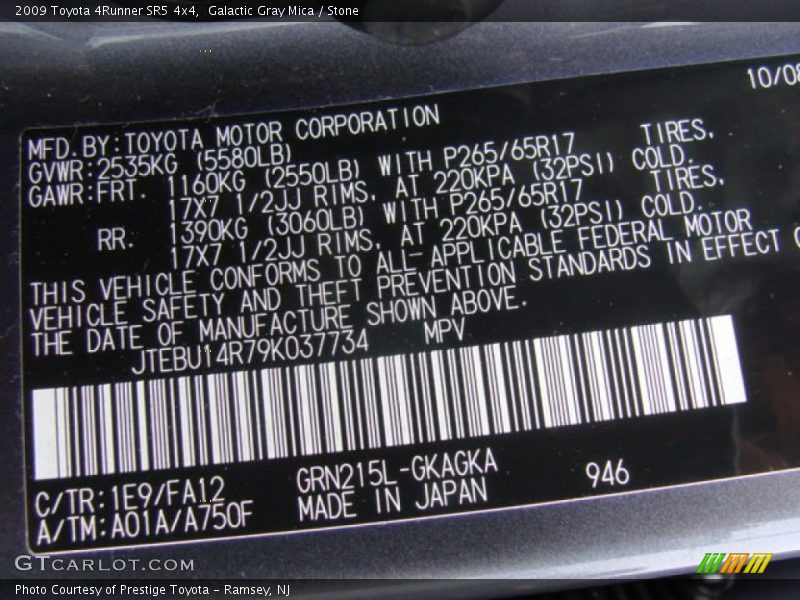 2009 Toyota 4Runner SR5 4x4, Galactic Gray Mica / Stone
10/08
MFD.BY:TOYOTA MOTOR CORPORATION
GVWR:2535KG (5580LB)
GAWR:FRT. 1160KG (2550LB) WITH P265/65R17 TIRES,
17X7 1/2JJ RIMS, AT 220KPA (32PSI) COLD.
RR. 1390KG (3060LB) WITH P265/65R17 TIRES,
17X7 1/2JJ RIMS, AT 220KPA (32PSI) COLD.
THIS VEHICLE CONFORMS TO ALL APPLICABLE FEDERAL MOTOR
VEHICLE SAFETY AND THEFT PREVENTION STANDARDS IN EFFECT
THE DATE OF MANUFACTURE SHOWN ABOVE.
JTEBU14R79K037734 MPV
C/TR:1E9/FA12 GRN215L-GKAGKA 946
A/TM:A01A/A750F MADE IN JAPAN
GTCARLOT.COM
Photo Courtesy of Prestige Toyota - Ramsey, NJ